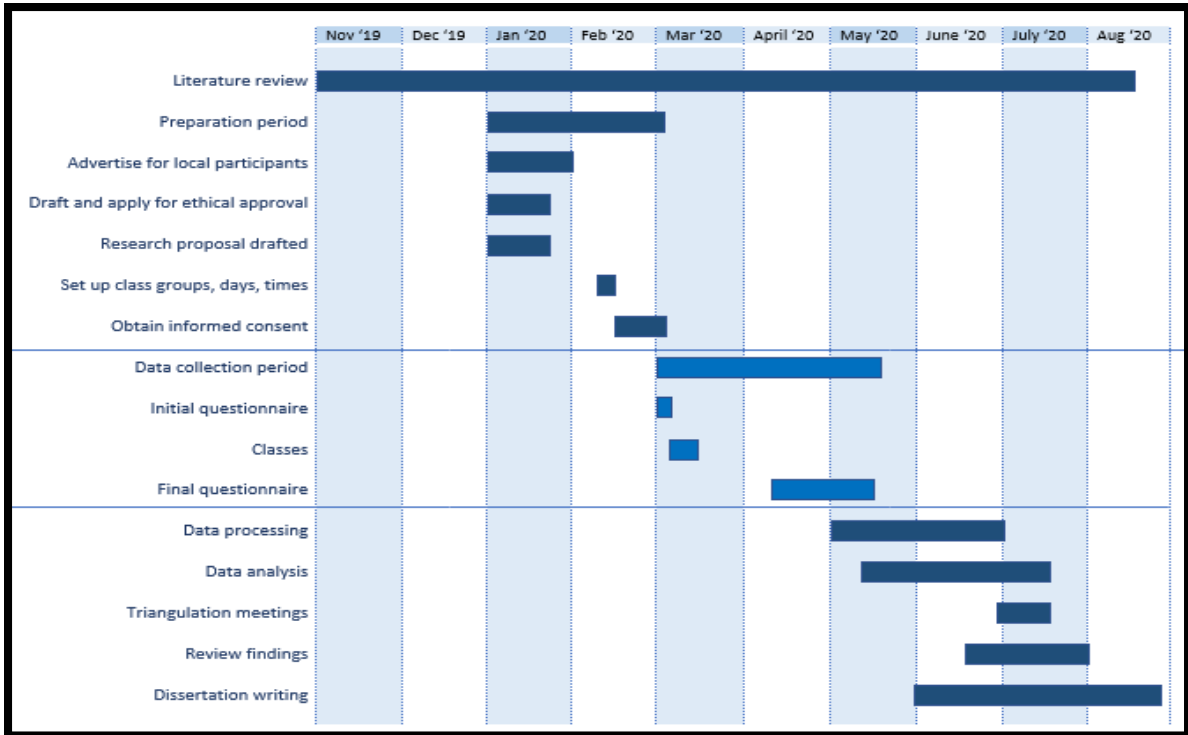 Nov ‘19 Dec ‘19 Jan ‘20 Feb ‘20 Mar ‘20 April ‘20 May ‘20 June ‘20 July ‘20 Aug ‘20
Literature review
Preparation period
Advertise for local participants
Draft and apply for ethical approval
Research proposal drafted
Set up class groups, days, times
Obtain informed consent
Data collection period
Initial questionnaire
Classes
Final questionnaire
Data processing
Data analysis
Triangulation meetings
Review findings
Dissertation writing